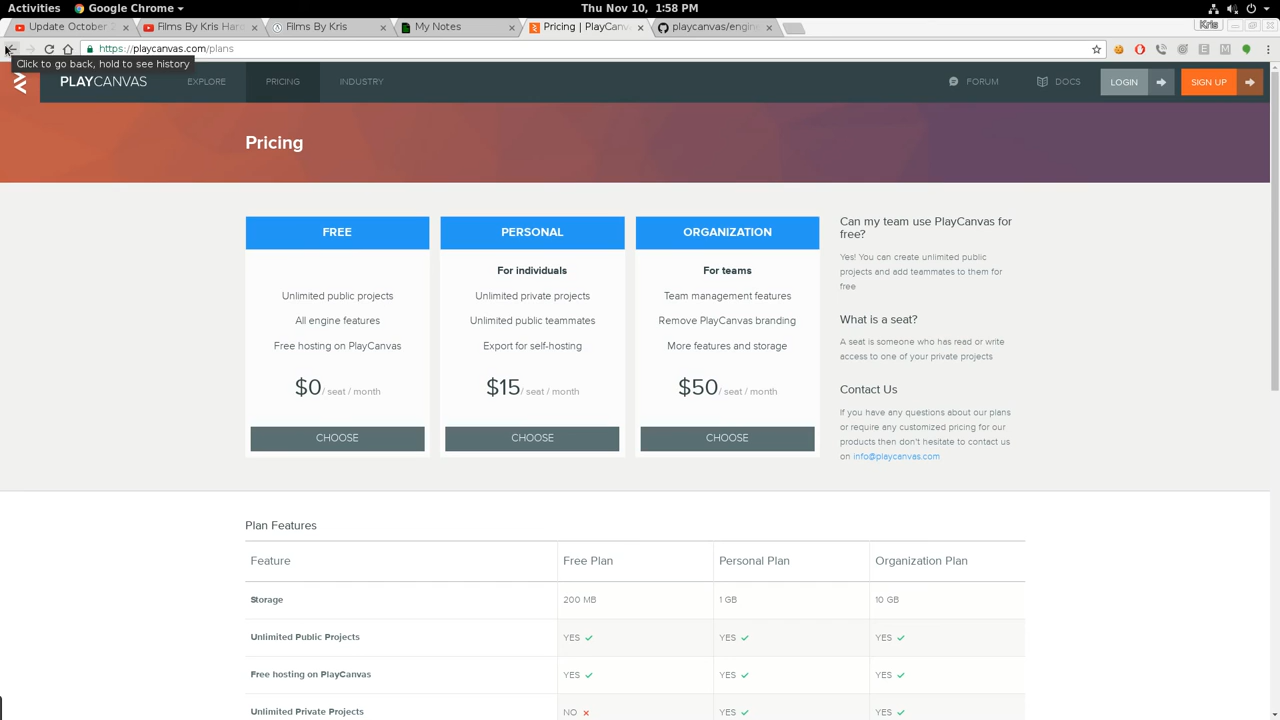 Activities
Google Chrome
Thu Nov 10, 1:58 PM
Update October 2
Films By Kris Hard
Films By Kris
My Notes
Pricing | PlayCanv
playcanvas/engin
Kris
https://playcanvas.com/plans
Click to go back, hold to see history
PLAYCANVAS
EXPLORE
PRICING
INDUSTRY
FORUM
DOCS
LOGIN
SIGN UP
Pricing
FREE
Unlimited public projects
All engine features
Free hosting on PlayCanvas
$0 / seat / month
CHOOSE
PERSONAL
For individuals
Unlimited private projects
Unlimited public teammates
Export for self-hosting
$15 / seat / month
CHOOSE
ORGANIZATION
For teams
Team management features
Remove PlayCanvas branding
More features and storage
$50 / seat / month
CHOOSE
Can my team use PlayCanvas for
free?
Yes! You can create unlimited public
projects and add teammates to them for
free
What is a seat?
A seat is someone who has read or write
access to one of your private projects
Contact Us
If you have any questions about our plans
or require any customized pricing for our
products then don't hesitate to contact us
on info@playcanvas.com
Plan Features
Feature Free Plan Personal Plan Organization Plan
Storage 200 MB 1 GB 10 GB
Unlimited Public Projects YES YES YES
Free hosting on PlayCanvas YES YES YES
Unlimited Private Projects NO YES YES